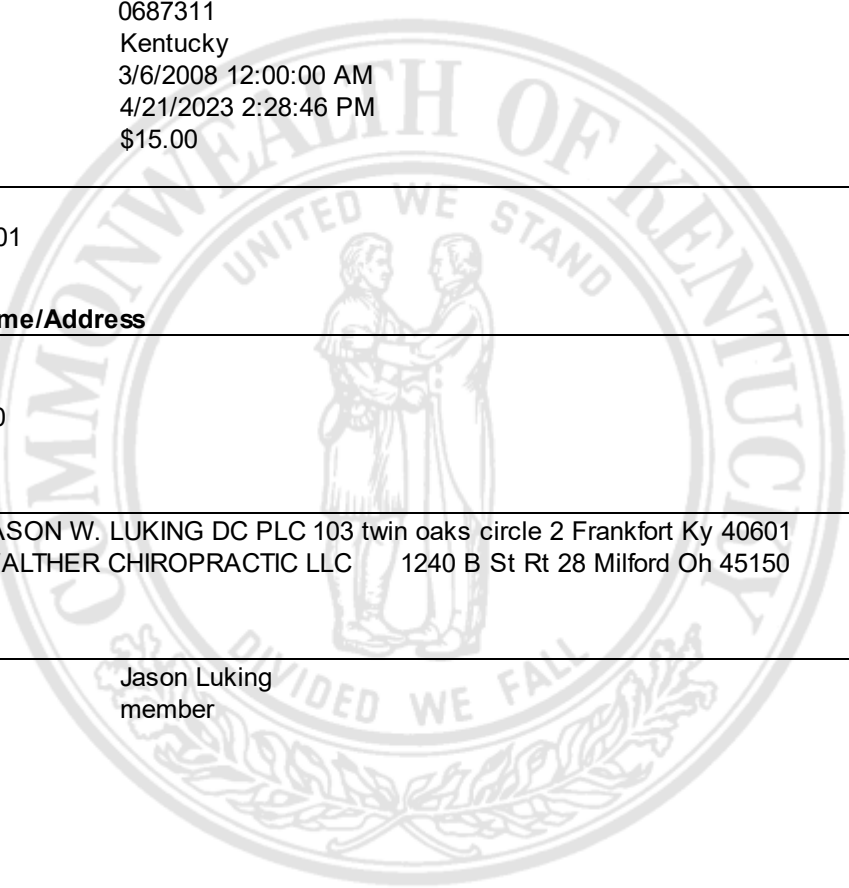 0687311
Kentucky
3/6/2008 12:00:00 AM
4/21/2023 2:28:46 PM
$15.00
01
me/Address
0
ASON W. LUKING DC PLC 103 twin oaks circle 2 Frankfort Ky 40601
ALTHER CHIROPRACTIC LLC 1240 B St Rt 28 Milford Oh 45150
Jason Luking
member
COMMONWEALTH OF KENTUCKY
UNITED WE STAND
DIVIDED WE FALL